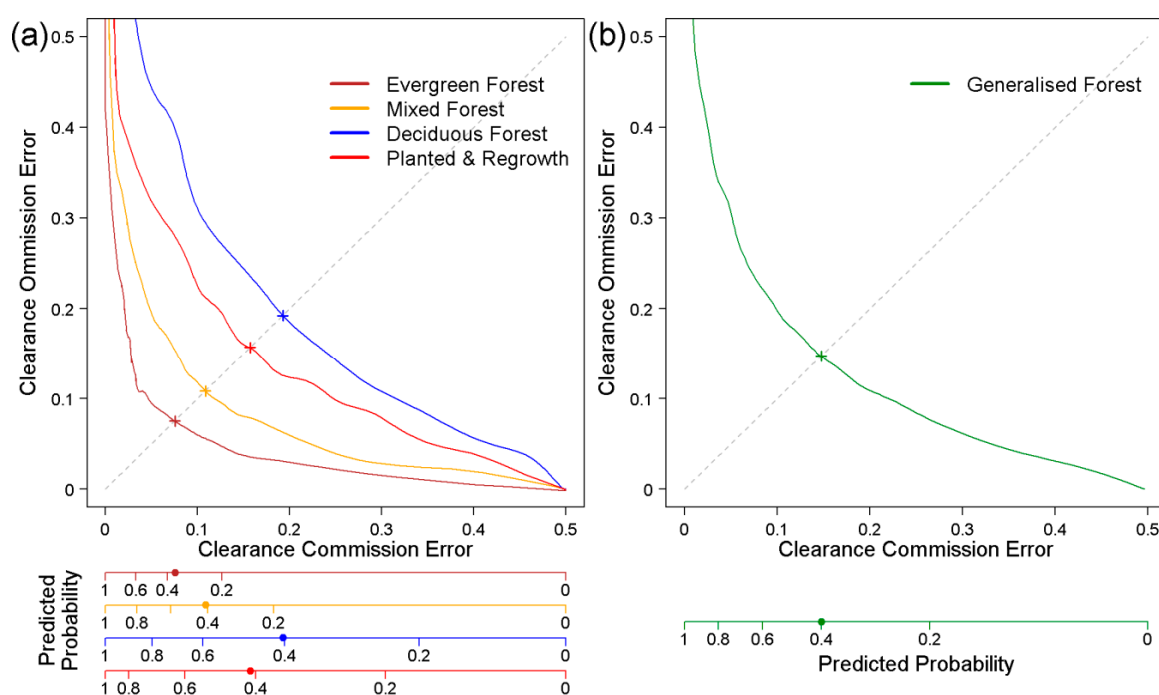 (a)
0.5
0.4
0.3
0.2
0.1
0
Clearance Ommission Error
Evergreen Forest
Mixed Forest
Deciduous Forest
Planted & Regrowth
0 0.1 0.2 0.3 0.4 0.5
Clearance Commission Error
Predicted Probability
1 0.6 0.4 0.2 0
1 0.8 0.4 0.2 0
1 0.8 0.6 0.4 0.2 0
1 0.8 0.6 0.4 0.2 0
(b)
0.5
0.4
0.3
0.2
0.1
0
Clearance Ommission Error
Generalised Forest
0 0.1 0.2 0.3 0.4 0.5
Clearance Commission Error
1 0.8 0.6 0.4 0.2 0
Predicted Probability